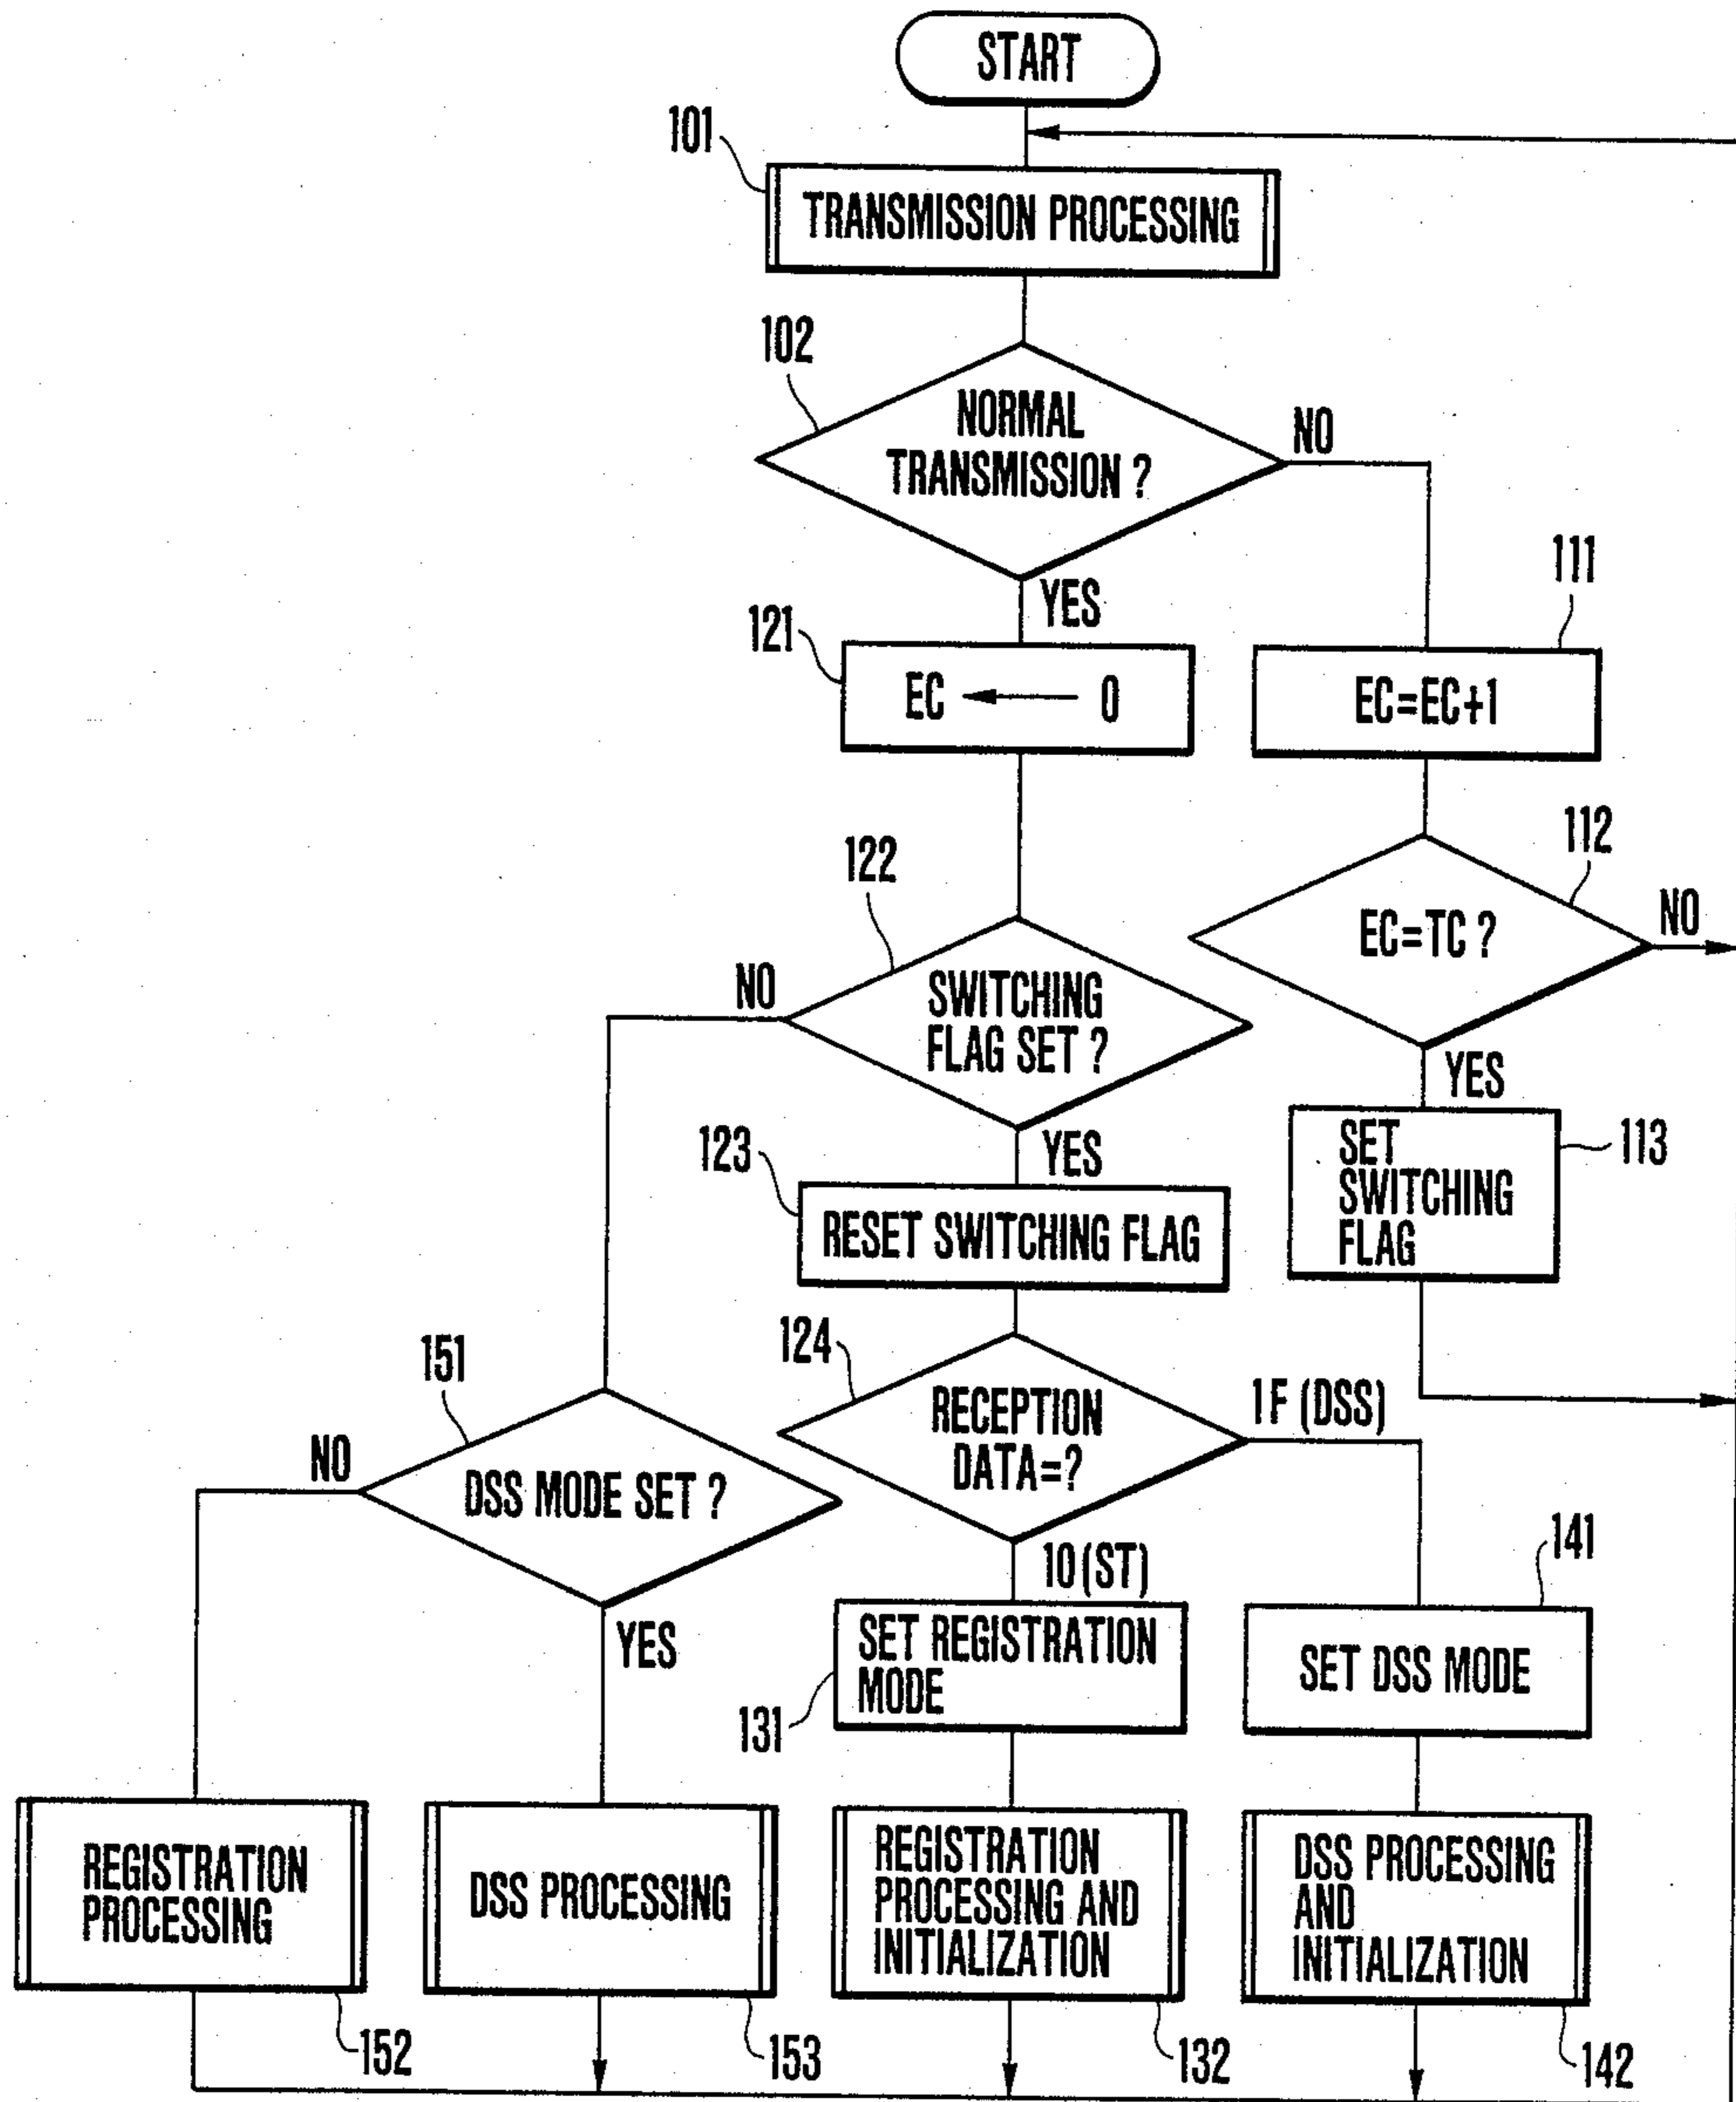 START
101
TRANSMISSION PROCESSING
102
NORMAL
TRANSMISSION ?
NO
YES
111
121
EC ← 0
EC=EC+1
112
122
EC=TC ?
NO
NO
SWITCHING
FLAG SET ?
YES
YES
123
RESET SWITCHING FLAG
SET
SWITCHING
FLAG
113
124
151
RECEPTION
DATA=?
1F (DSS)
NO
DSS MODE SET ?
10 (ST)
141
YES
SET REGISTRATION
MODE
131
SET DSS MODE
REGISTRATION
PROCESSING
DSS PROCESSING
REGISTRATION
PROCESSING AND
INITIALIZATION
DSS PROCESSING
AND
INITIALIZATION
152
153
132
142